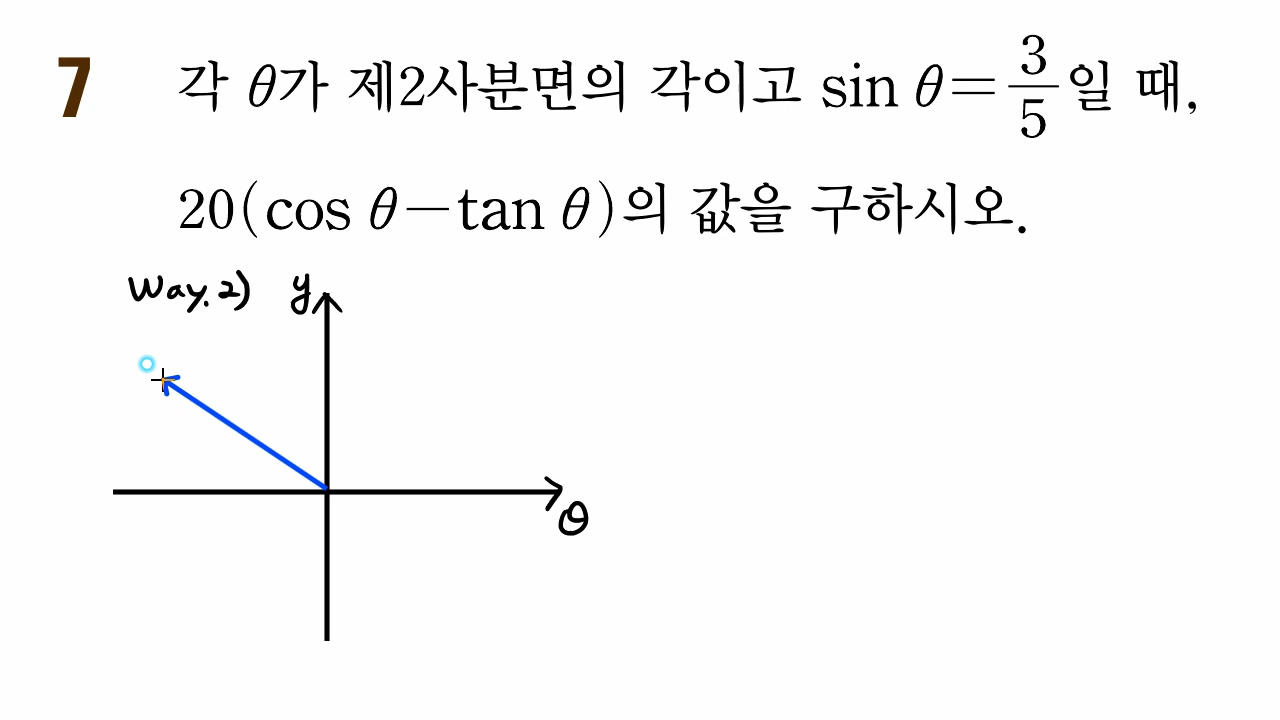 7 각 θ가 제2사분면의 각이고 sin θ=3/5일 때,
20(cos θ-tan θ)의 값을 구하시오.
way. 2) y
θ